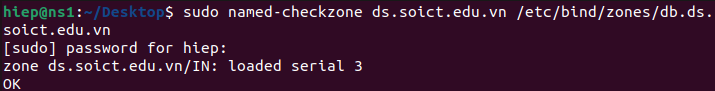 hiep@ns1:~/Desktop$ sudo named-checkzone ds.soict.edu.vn /etc/bind/zones/db.ds.
soict.edu.vn
[sudo] password for hiep:
zone ds.soict.edu.vn/IN: loaded serial 3
OK